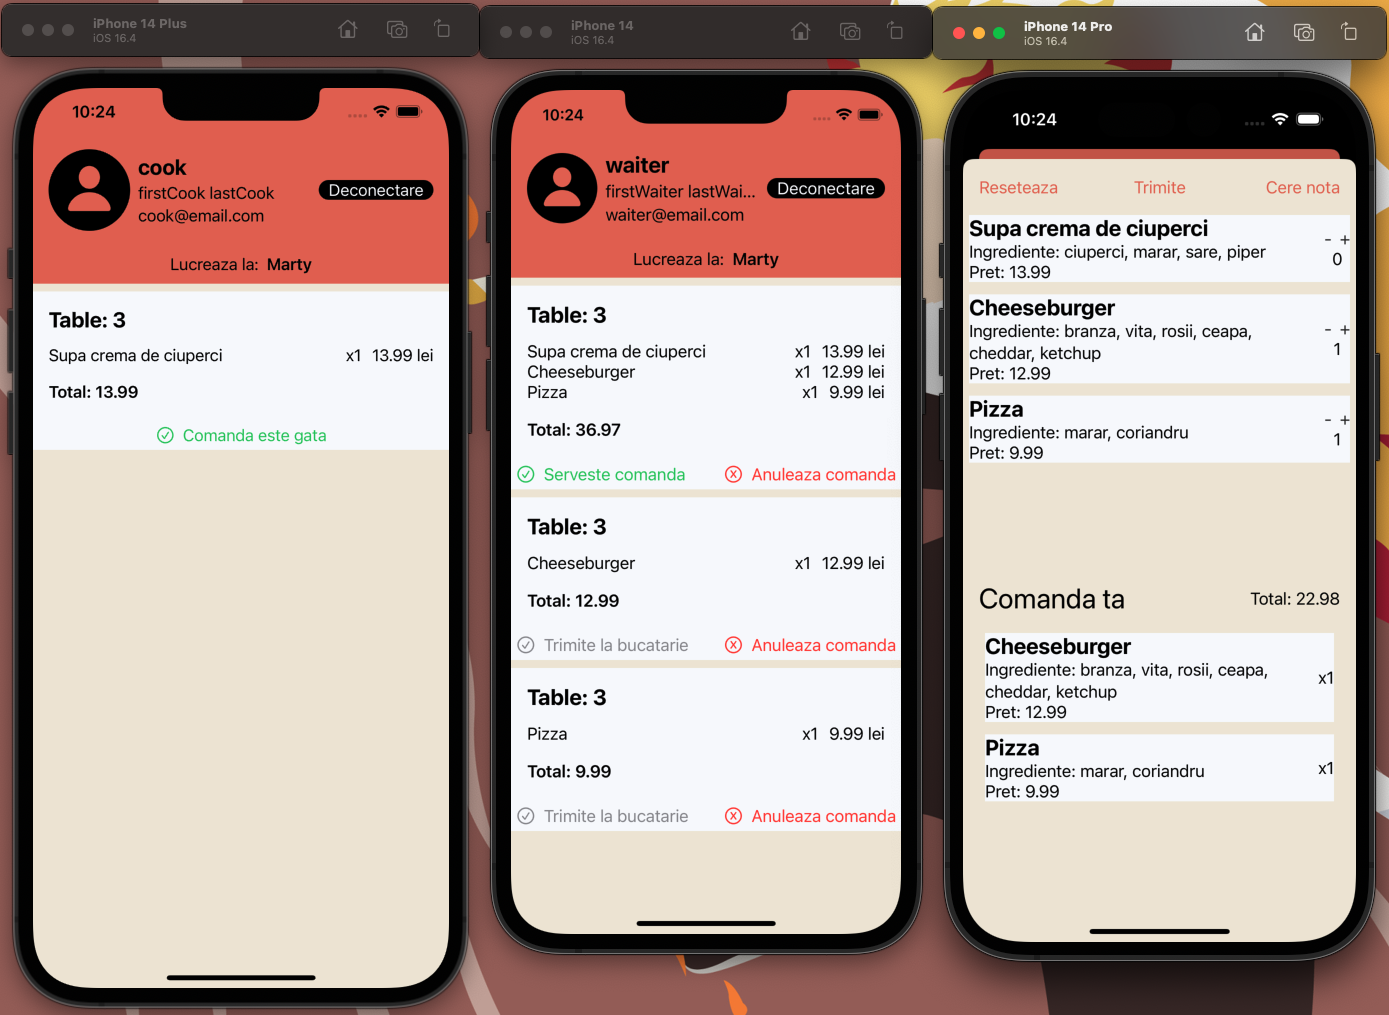 iPhone 14 Plus
iOS 16.4
10:24
cook
firstCook lastCook
cook@email.com
Deconectare
Lucreaza la: Marty
Table: 3
Supa crema de ciuperci x1 13.99 lei
Total: 13.99
Comanda este gata
iPhone 14
iOS 16.4
10:24
waiter
firstWaiter lastWai...
waiter@email.com
Deconectare
Lucreaza la: Marty
Table: 3
Supa crema de ciuperci x1 13.99 lei
Cheeseburger x1 12.99 lei
Pizza x1 9.99 lei
Total: 36.97
Serveste comanda Anuleaza comanda
Table: 3
Cheeseburger x1 12.99 lei
Total: 12.99
Trimite la bucatarie Anuleaza comanda
Table: 3
Pizza x1 9.99 lei
Total: 9.99
Trimite la bucatarie Anuleaza comanda
iPhone 14 Pro
iOS 16.4
10:24
Reseteaza Trimite Cere nota
Supa crema de ciuperci
Ingrediente: ciuperci, marar, sare, piper
Pret: 13.99
- +
0
Cheeseburger
Ingrediente: branza, vita, rosii, ceapa,
cheddar, ketchup
Pret: 12.99
- +
1
Pizza
Ingrediente: marar, coriandru
Pret: 9.99
- +
1
Comanda ta Total: 22.98
Cheeseburger
Ingrediente: branza, vita, rosii, ceapa,
cheddar, ketchup
Pret: 12.99
x1
Pizza
Ingrediente: marar, coriandru
Pret: 9.99
x1